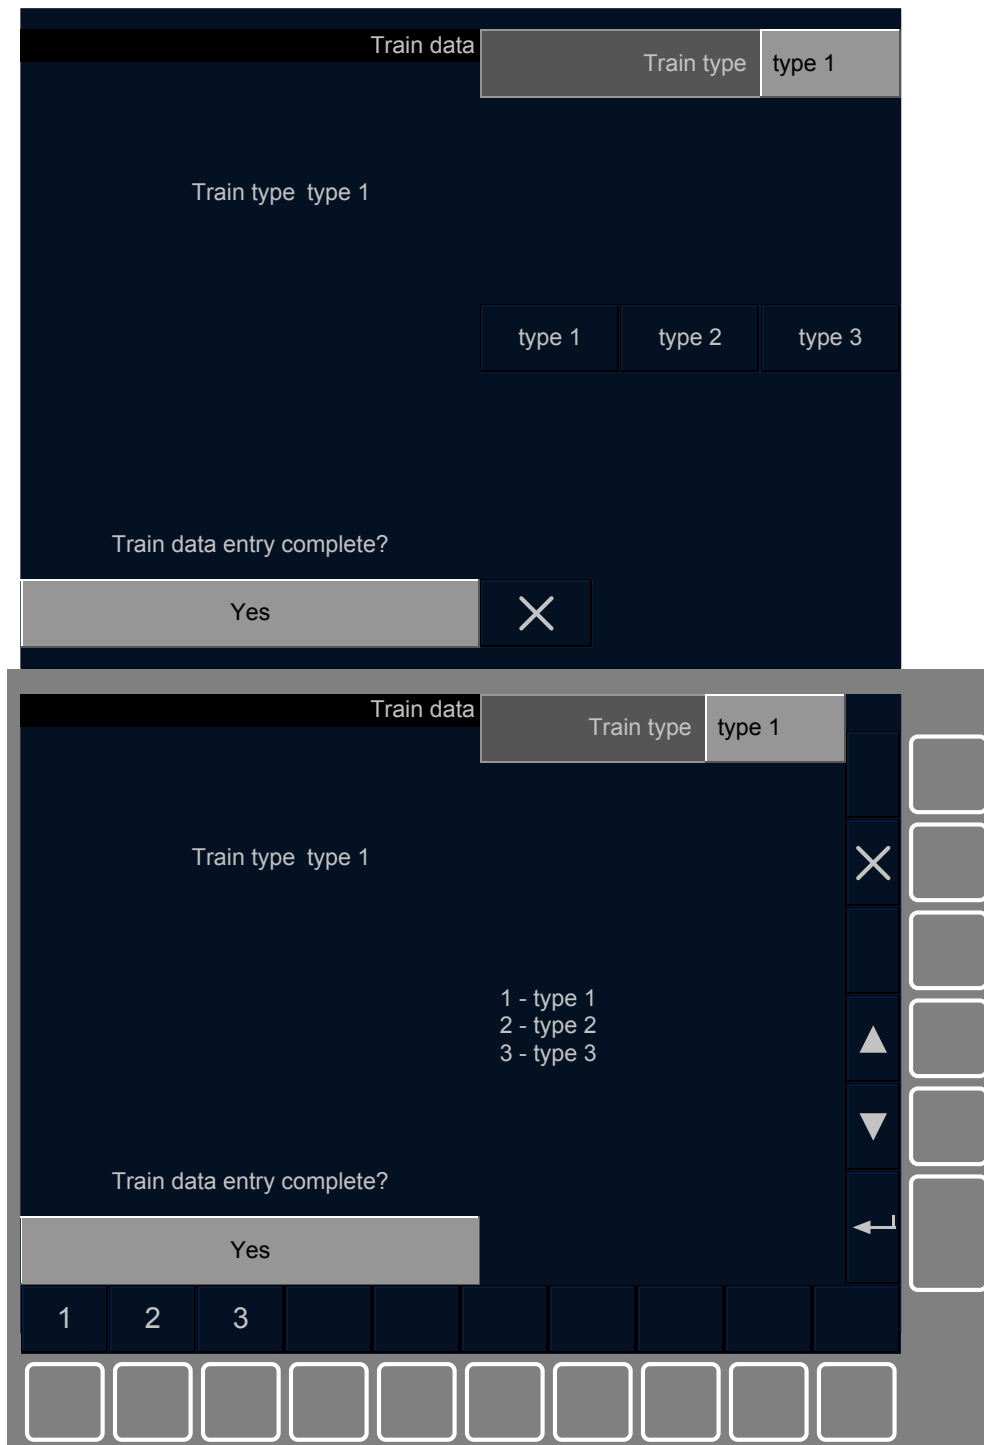 Train data
Train type type 1
Train type type 1
type 1 type 2 type 3
Train data entry complete?
Yes
Train data
Train type type 1
Train type type 1
1 - type 1
2 - type 2
3 - type 3
Train data entry complete?
Yes
1 2 3